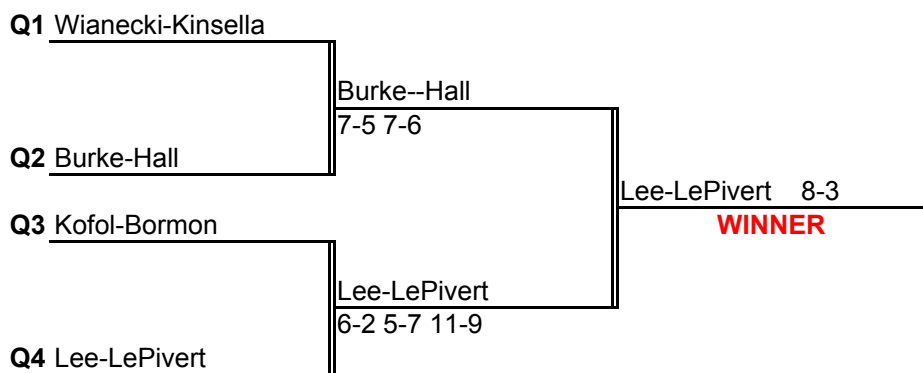 Q1 Wianecki-Kinsella
Burke--Hall
7-5 7-6
Q2 Burke-Hall
Lee-LePivert 8-3
WINNER
Q3 Kofol-Bormon
Lee-LePivert
6-2 5-7 11-9
Q4 Lee-LePivert